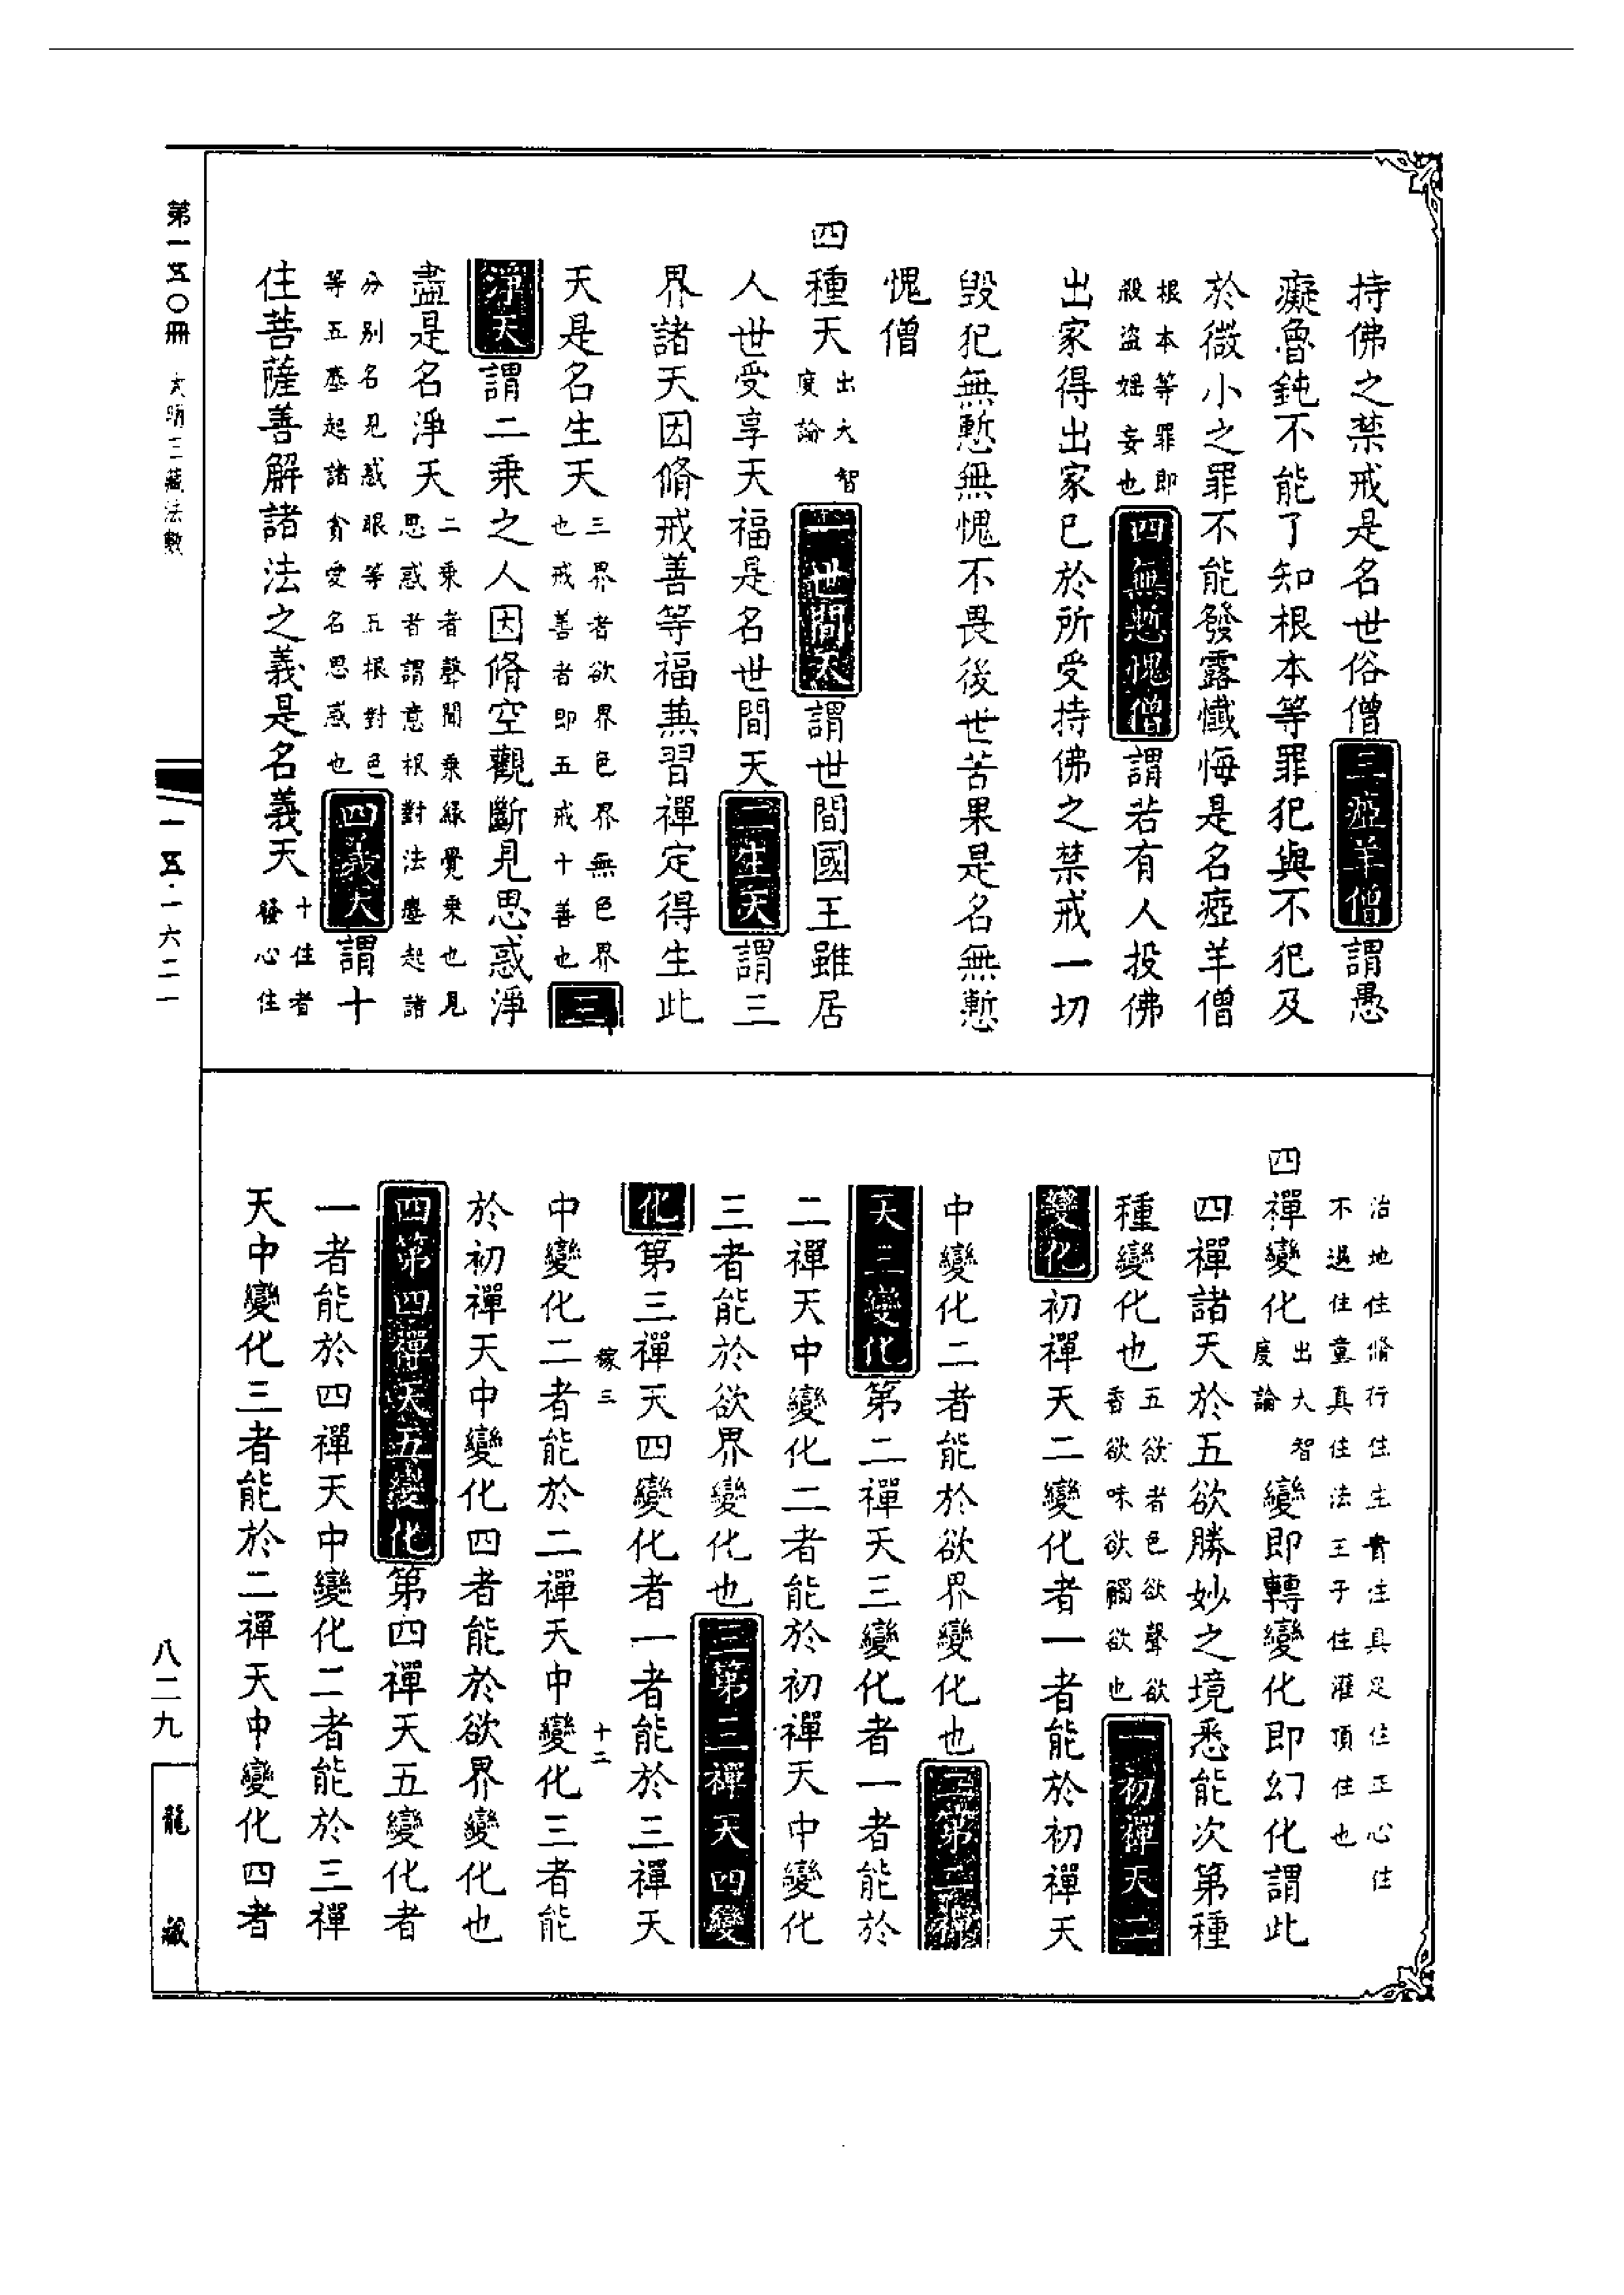 持佛之禁戒是名世俗僧三瘂羊僧謂愚
癡魯鈍不能了知根本等罪犯與不犯及
於微小之罪不能發露懺悔是名瘂羊僧
根本等罪即
殺盜婬妄也四無慙愧僧謂若有人投佛
出家得出家已於所受持佛之禁戒一切
毀犯無慙無愧不畏後世苦果是名無慙
愧僧
四種天出大智
度論一世間天謂世間國王雖居
人世受享天福是名世間天二生天謂三
界諸天因脩戒善等福兼習禪定得生此
天是名生天三界者欲界色界無色界
也戒善者即五戒十善也三
淨天謂二乘之人因脩空觀斷見思惑淨
盡是名淨天二乘者聲聞乘緣覺乘也見
思惑者謂意根對法塵起諸
分別名見惑眼等五根對色
等五塵起諸貪愛名思惑也四義天謂十
住菩薩善解諸法之義是名義天十住者
發心住
治地住脩行住生貴住具足住正心住
不退住童真住法王子住灌頂住也
四禪變化出大智
度論變即轉變化即幻化謂此
四禪諸天於五欲勝妙之境悉能次第種
種變化也五欲者色欲聲欲
香欲味欲觸欲也一初禪天二
變化初禪天二變化者一者能於初禪天
中變化二者能於欲界變化也二第二禪
天三變化第二禪天三變化者一者能於
二禪天中變化二者能於初禪天中變化
三者能於欲界變化也三第三禪天四變
化第三禪天四變化者一者能於三禪天
稼三 十二
中變化二者能於二禪天中變化三者能
於初禪天中變化四者能於欲界變化也
四第四禪天五變化第四禪天五變化者
一者能於四禪天中變化二者能於三禪
天中變化三者能於二禪天中變化四者
第一五〇冊 大明三藏法數
一五·一六二一
八二九
龍藏